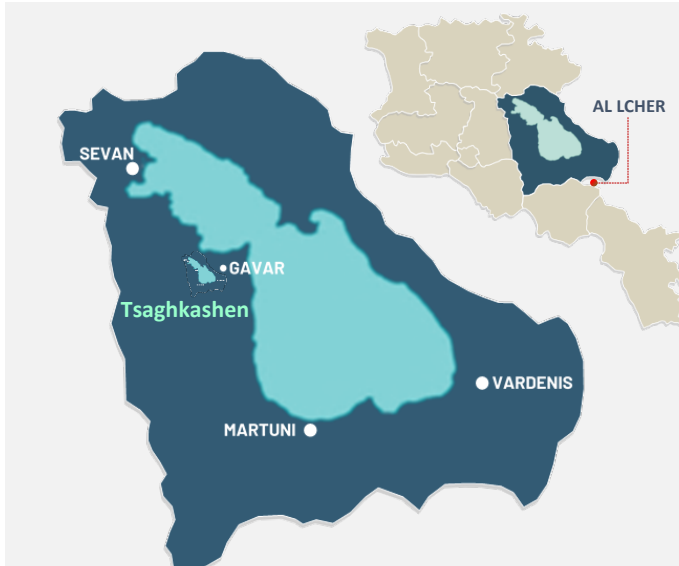 AL LCHER
SEVAN
GAVAR
Tsaghkashen
VARDENIS
MARTUNI